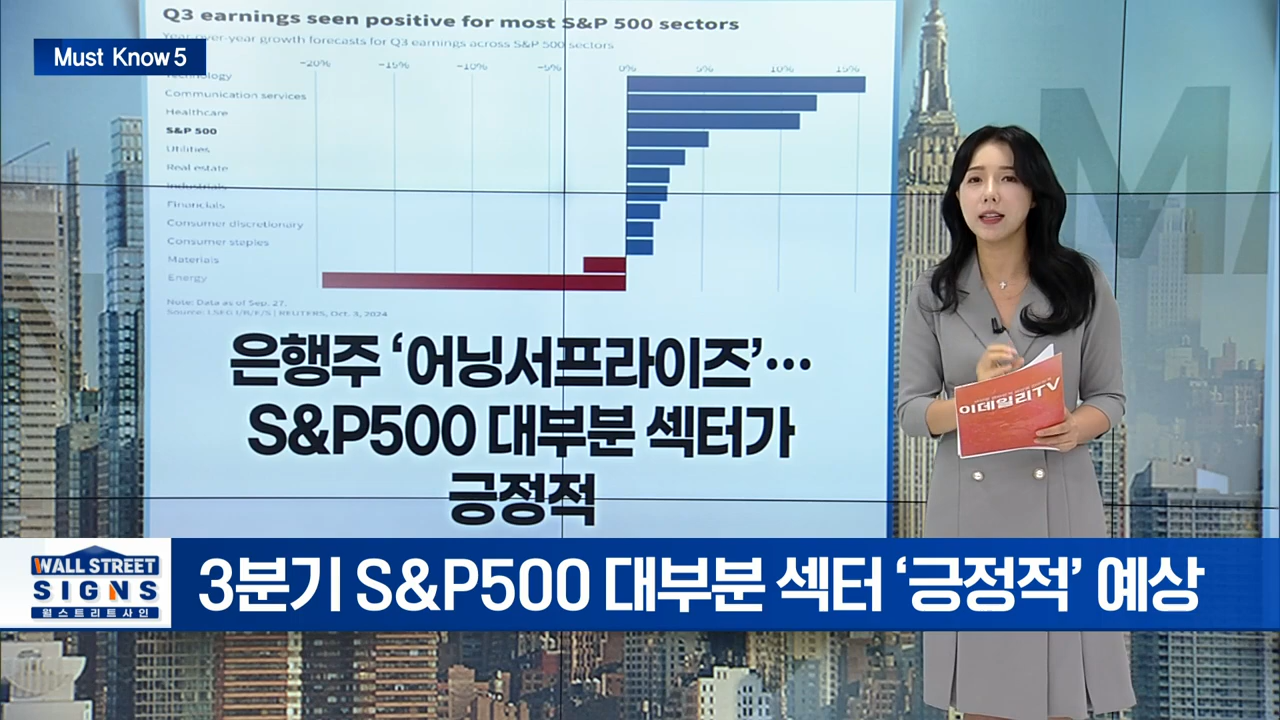 Q3 earnings seen positive for most S&P 500 sectors
Year-over-year growth forecasts for Q3 earnings across S&P 500 sectors
Must Know 5
-20% -15% -10% -5% 0% 5% 10% 15%
Technology
Communication services
Healthcare
S&P 500
Utilities
Real estate
Industrials
Financials
Consumer discretionary
Consumer staples
Materials
Energy
Note: Data as of Sep. 27.
Source: LSEG I/B/E/S | REUTERS, Oct. 3, 2024
은행주 ‘어닝서프라이즈’…
S&P500 대부분 섹터가
긍정적
이데일리TV
MA
WALL STREET
SIGNS
월스트리트사인
3분기 S&P500 대부분 섹터 ‘긍정적’ 예상